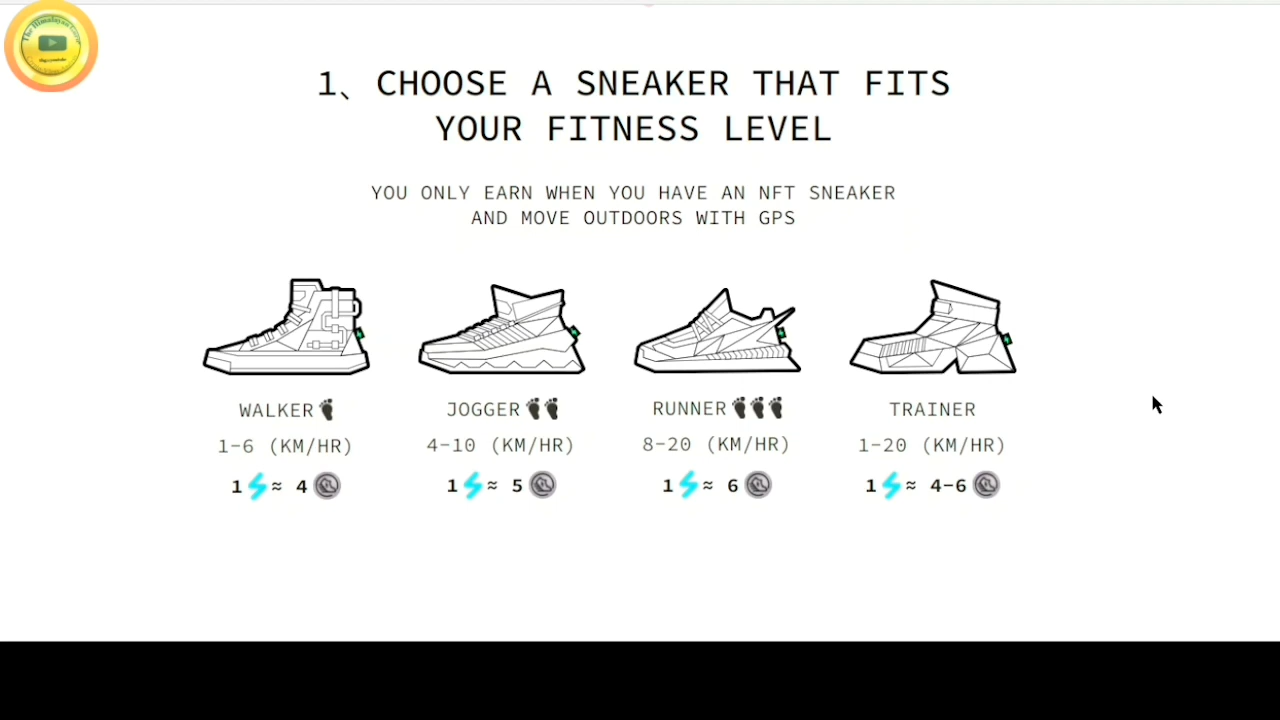 1、CHOOSE A SNEAKER THAT FITS
YOUR FITNESS LEVEL
YOU ONLY EARN WHEN YOU HAVE AN NFT SNEAKER
AND MOVE OUTDOORS WITH GPS
WALKER
1-6 (KM/HR)
1 ≈ 4
JOGGER
4-10 (KM/HR)
1 ≈ 5
RUNNER
8-20 (KM/HR)
1 ≈ 6
TRAINER
1-20 (KM/HR)
1 ≈ 4-6